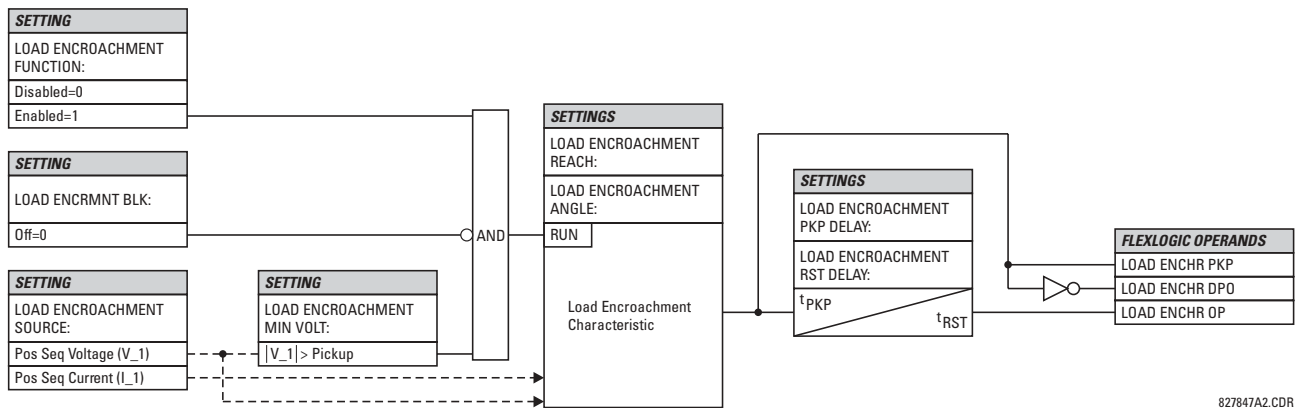 SETTING
LOAD ENCROACHMENT
FUNCTION:
Disabled=0
Enabled=1
SETTING
LOAD ENCRMNT BLK:
Off=0
SETTING
LOAD ENCROACHMENT
SOURCE:
Pos Seq Voltage (V_1)
Pos Seq Current (I_1)
SETTING
LOAD ENCROACHMENT
MIN VOLT:
|V_1| > Pickup
AND
SETTINGS
LOAD ENCROACHMENT
REACH:
LOAD ENCROACHMENT
ANGLE:
RUN
Load Encroachment
Characteristic
SETTINGS
LOAD ENCROACHMENT
PKP DELAY:
LOAD ENCROACHMENT
RST DELAY:
tPKP
tRST
FLEXLOGIC OPERANDS
LOAD ENCHR PKP
LOAD ENCHR DPO
LOAD ENCHR OP
827847A2.CDR